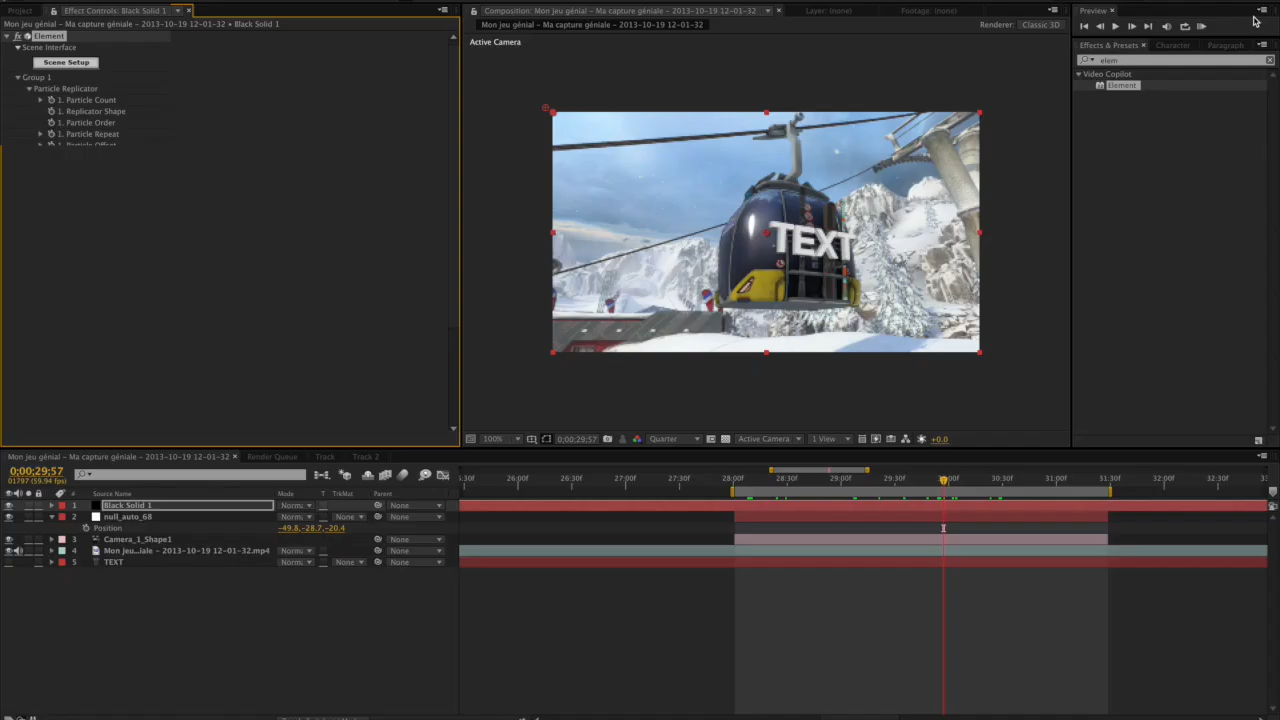 Project
Effect Controls: Black Solid 1
Mon jeu génial – Ma capture géniale – 2013-10-19 12-01-32 • Black Solid 1
fx Element
Scene Interface
Scene Setup
Group 1
Particle Replicator
1. Particle Count
1. Replicator Shape
1. Particle Order
1. Particle Repeat
1. Particle Offset
Composition: Mon jeu génial – Ma capture géniale – 2013-10-19 12-01-32
Layer: (none)
Footage: (none)
Mon jeu génial – Ma capture géniale – 2013-10-19 12-01-32
Renderer: Classic 3D
Active Camera
TEXT
100%
0;00;29;57
Quarter
Active Camera
1 View
+0.0
Preview
Effects & Presets
Character
Paragraph
elem
Video Copilot
Element
Mon jeu génial – Ma capture géniale – 2013-10-19 12-01-32
Render Queue
Track
Track 2
0;00;29;57
01797 (59.94 fps)
26:00f 26:30f 27:00f 27:30f 28:00f 28:30f 29:00f 30:30f 31:00f 31:30f 32:00f 32:30f
# Source Name Mode T TrkMat Parent
1 Black Solid 1 Norm: None
2 null_auto_68 Norm: None None
Position -49.8,-28.7,-20.4
3 Camera_1_Shape1 None
4 Mon jeu...iale – 2013-10-19 12-01-32.mp4 Norm: None None
5 TEXT Norm: None None